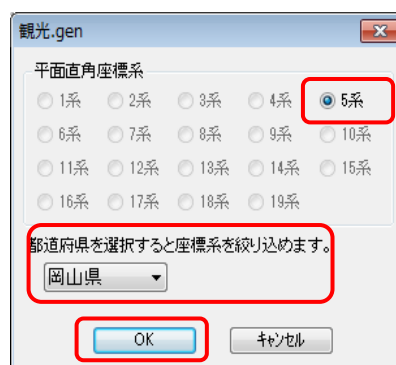 観光.gen
平面直角座標系
1系 2系 3系 4系 5系
6系 7系 8系 9系 10系
11系 12系 13系 14系 15系
16系 17系 18系 19系
都道府県を選択すると座標系を絞り込めます。
岡山県
OK キャンセル